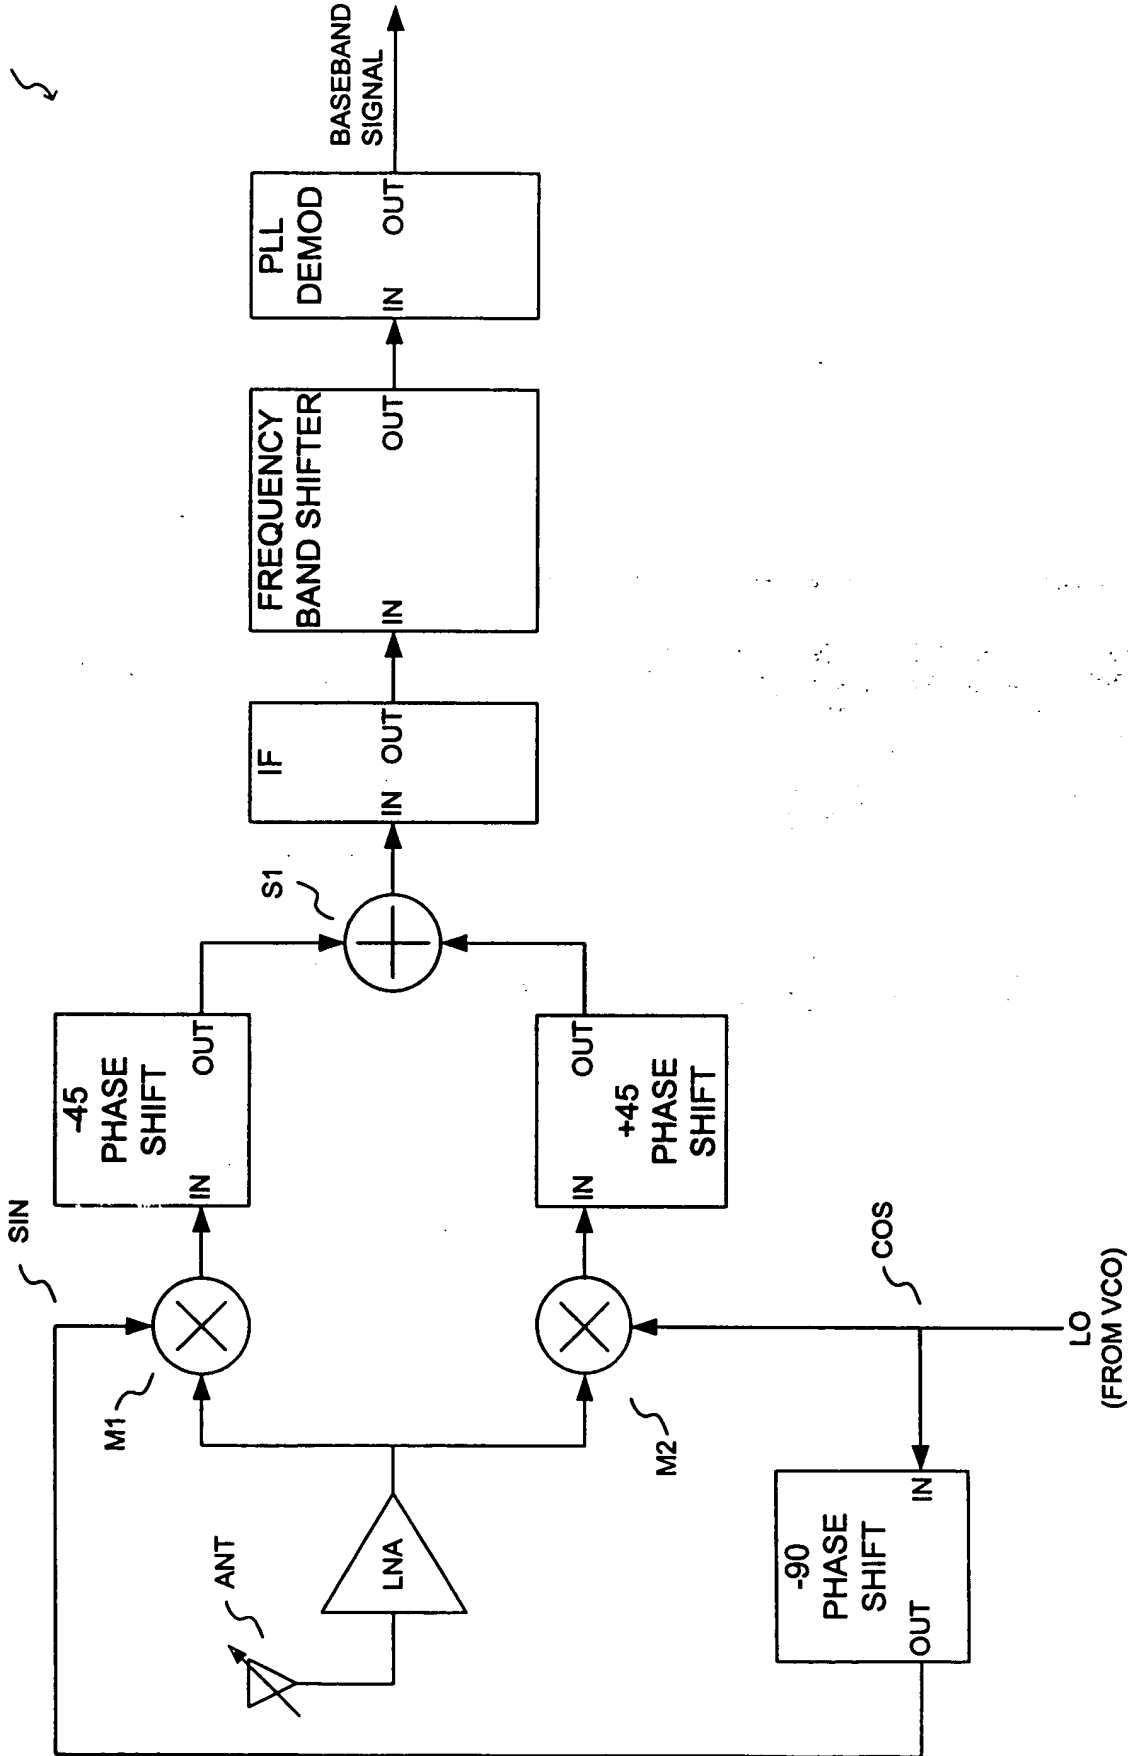 ANT
LNA
M1
M2
SIN
-45
PHASE
SHIFT
IN
OUT
+45
PHASE
SHIFT
IN
OUT
COS
LO
(FROM VCO)
-90
PHASE
SHIFT
IN
OUT
S1
IF
IN
OUT
FREQUENCY
BAND SHIFTER
IN
OUT
PLL
DEMOD
IN
OUT
BASEBAND
SIGNAL